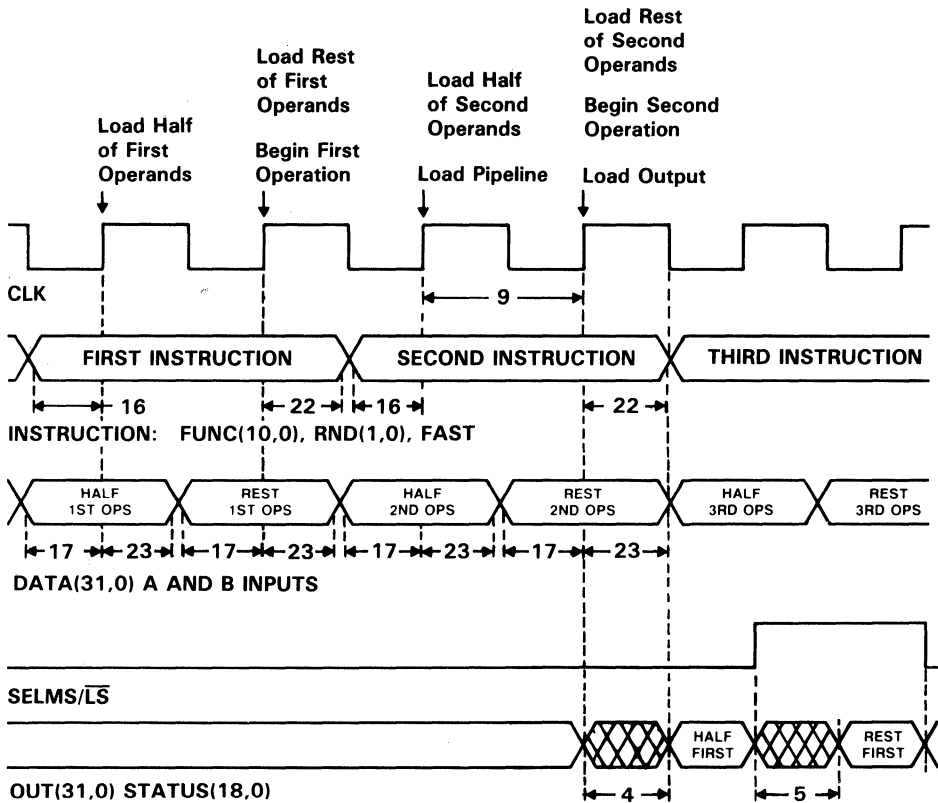 Load Half
of First
Operands
Load Rest
of First
Operands
Begin First
Operation
Load Half
of Second
Operands
Load Pipeline
Load Rest
of Second
Operands
Begin Second
Operation
Load Output
CLK
9
FIRST INSTRUCTION
SECOND INSTRUCTION
THIRD INSTRUCTION
16
22
16
22
INSTRUCTION: FUNC(10,0), RND(1,0), FAST
HALF
1ST OPS
REST
1ST OPS
HALF
2ND OPS
REST
2ND OPS
HALF
3RD OPS
REST
3RD OPS
17
23
17
23
17
23
17
23
DATA(31,0) A AND B INPUTS
SELMS/L̅S̅
HALF
FIRST
REST
FIRST
OUT(31,0) STATUS(18,0)
4
5